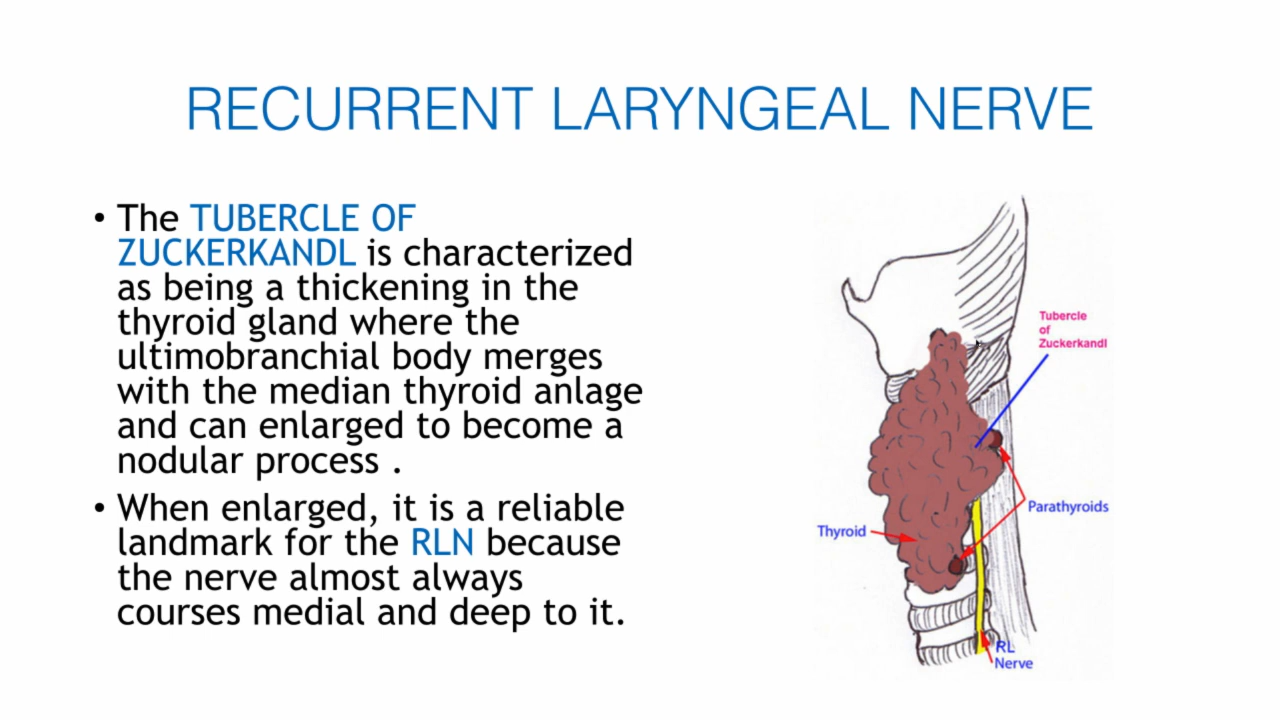 RECURRENT LARYNGEAL NERVE
• The TUBERCLE OF
ZUCKERKANDL is characterized
as being a thickening in the
thyroid gland where the
ultimobranchial body merges
with the median thyroid anlage
and can enlarged to become a
nodular process .
• When enlarged, it is a reliable
landmark for the RLN because
the nerve almost always
courses medial and deep to it.
Tubercle
of
Zuckerkandl
Parathyroids
Thyroid
RL
Nerve